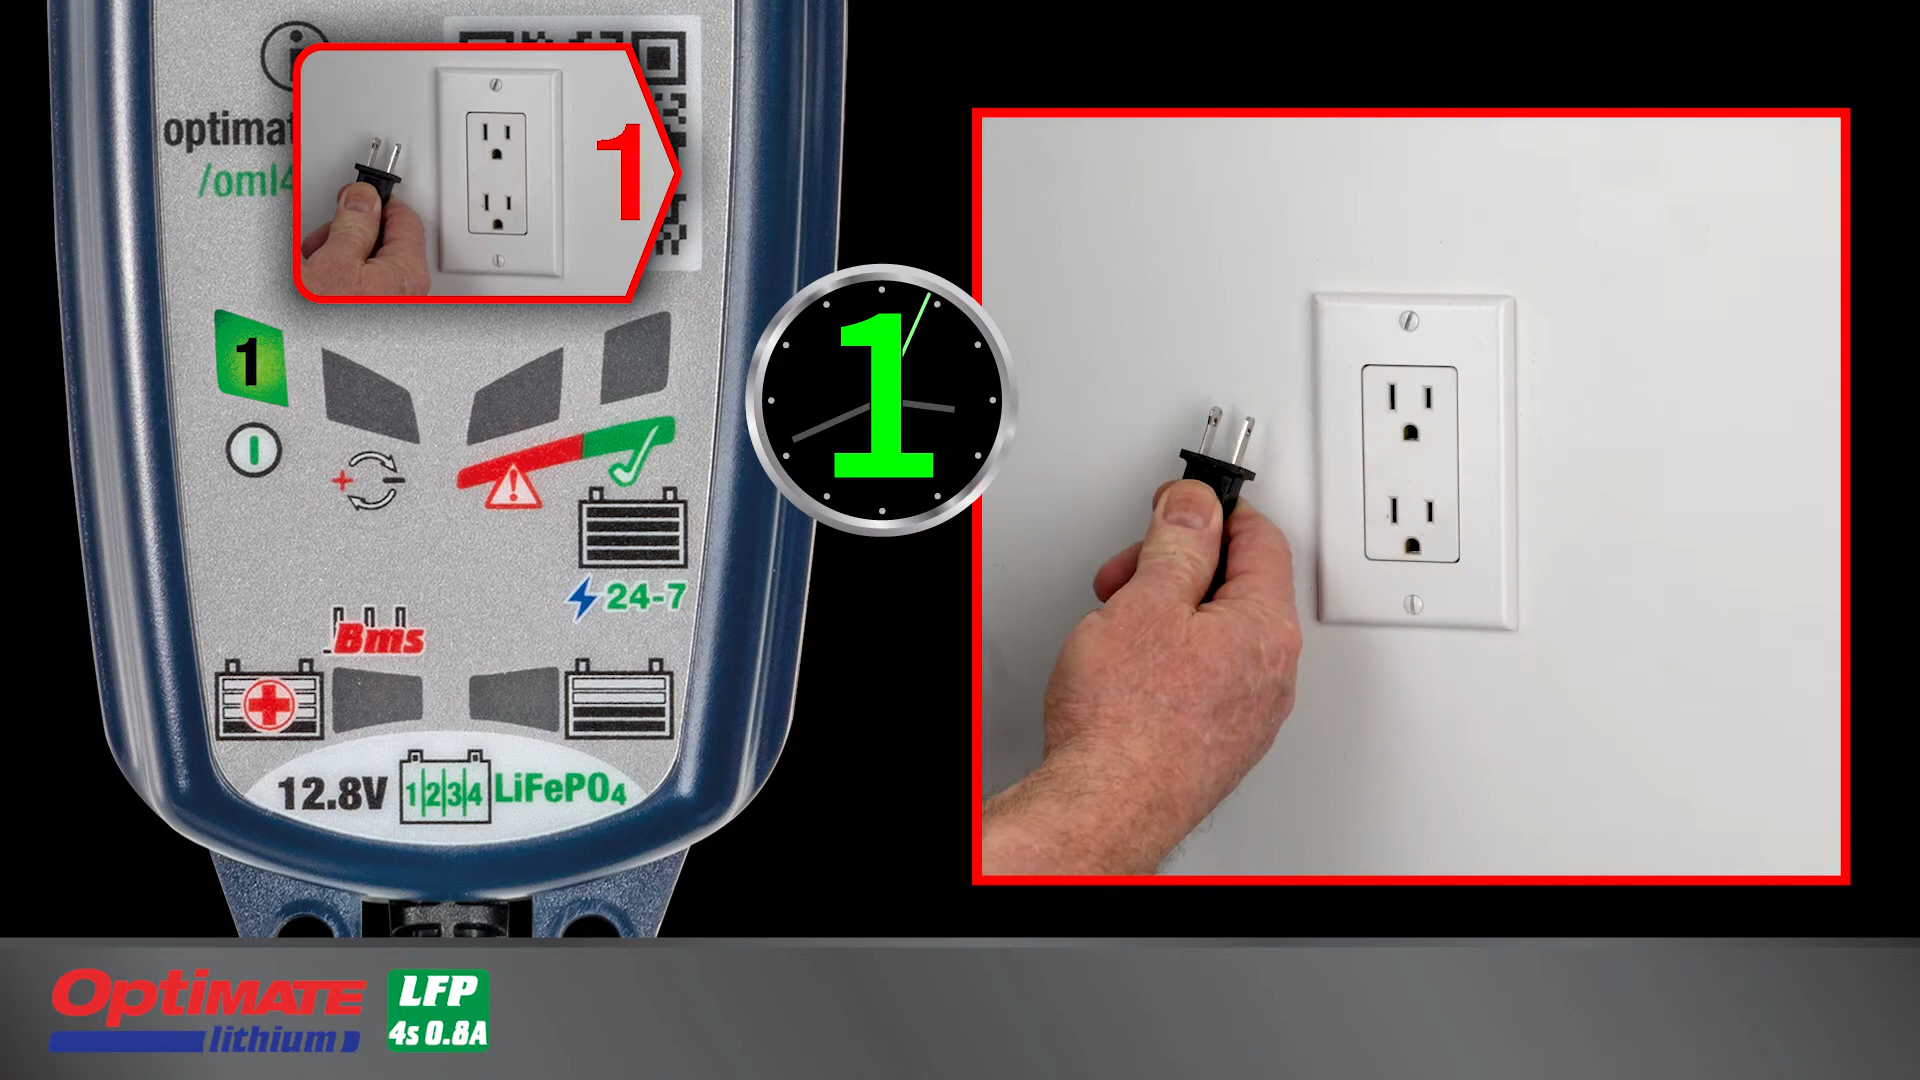 optimat
/oml4
1
1
1
Bms
24-7
12.8V
1|2|3|4
LiFePO4
OptiMATE
lithium
LFP
4s 0.8A